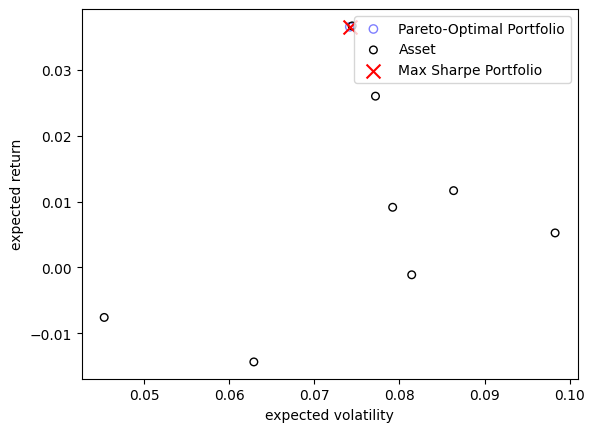 Pareto-Optimal Portfolio
Asset
Max Sharpe Portfolio
expected return
0.03
0.02
0.01
0.00
−0.01
0.05 0.06 0.07 0.08 0.09 0.10
expected volatility